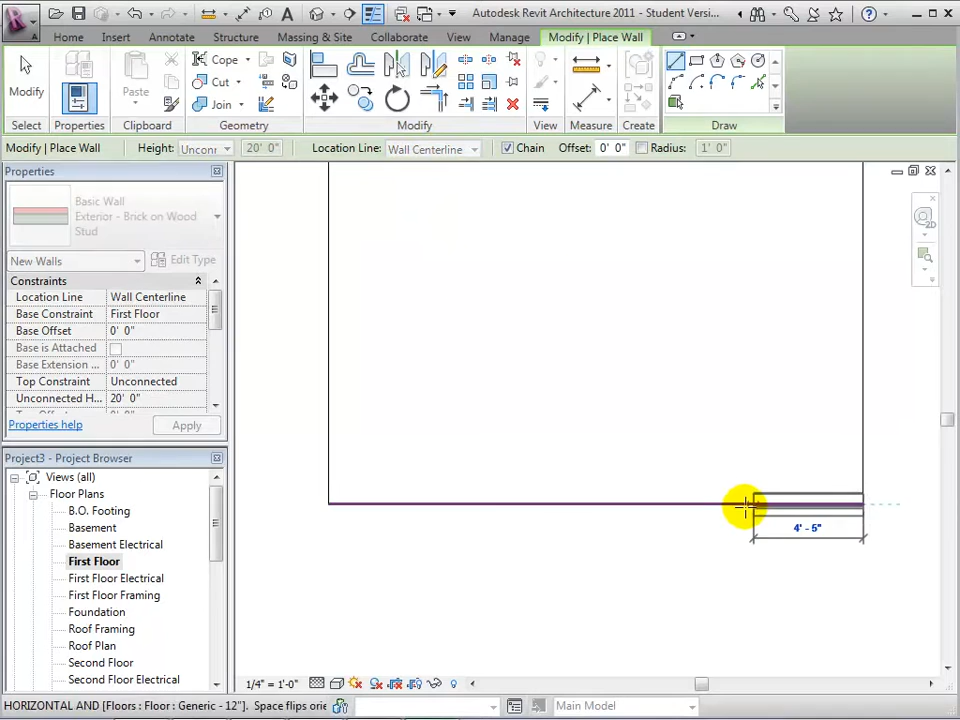 Autodesk Revit Architecture 2011 - Student Versi...
Home Insert Annotate Structure Massing & Site Collaborate View Manage Modify | Place Wall
Modify Paste Cope Cut Join
Select Properties Clipboard Geometry Modify View Measure Create Draw
Modify | Place Wall Height: Unconr 20' 0" Location Line: Wall Centerline Chain Offset: 0' 0" Radius: 1' 0"
Properties
Basic Wall
Exterior - Brick on Wood
Stud
New Walls Edit Type
Constraints
Location Line Wall Centerline
Base Constraint First Floor
Base Offset 0' 0"
Base is Attached
Base Extension ... 0' 0"
Top Constraint Unconnected
Unconnected H... 20' 0"
Properties help Apply
2D
4' - 5"
Project3 - Project Browser
Views (all)
Floor Plans
B.O. Footing
Basement
Basement Electrical
First Floor
First Floor Electrical
First Floor Framing
Foundation
Roof Framing
Roof Plan
Second Floor
Second Floor Electrical
1/4" = 1'-0"
HORIZONTAL AND [Floors : Floor : Generic - 12"]. Space flips orie
Main Model